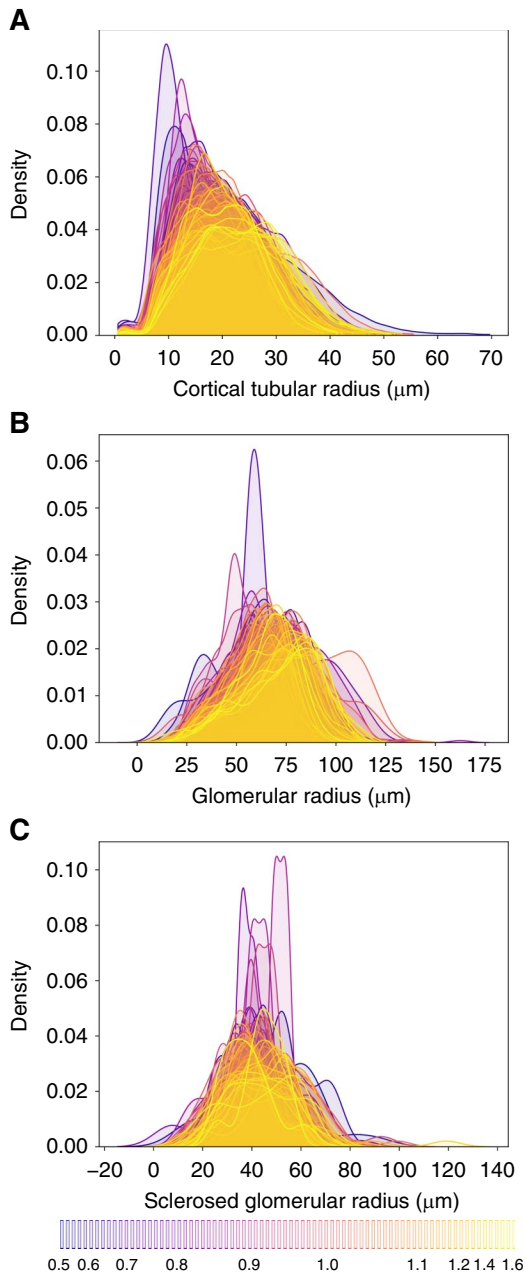 A
0.10
0.08
0.06
0.04
0.02
0.00
Density
0 10 20 30 40 50 60 70
Cortical tubular radius (μm)
B
0.06
0.05
0.04
0.03
0.02
0.01
0.00
Density
0 25 50 75 100 125 150 175
Glomerular radius (μm)
C
0.10
0.08
0.06
0.04
0.02
0.00
Density
−20 0 20 40 60 80 100 120 140
Sclerosed glomerular radius (μm)
0.5 0.6 0.7 0.8 0.9 1.0 1.1 1.2 1.4 1.6